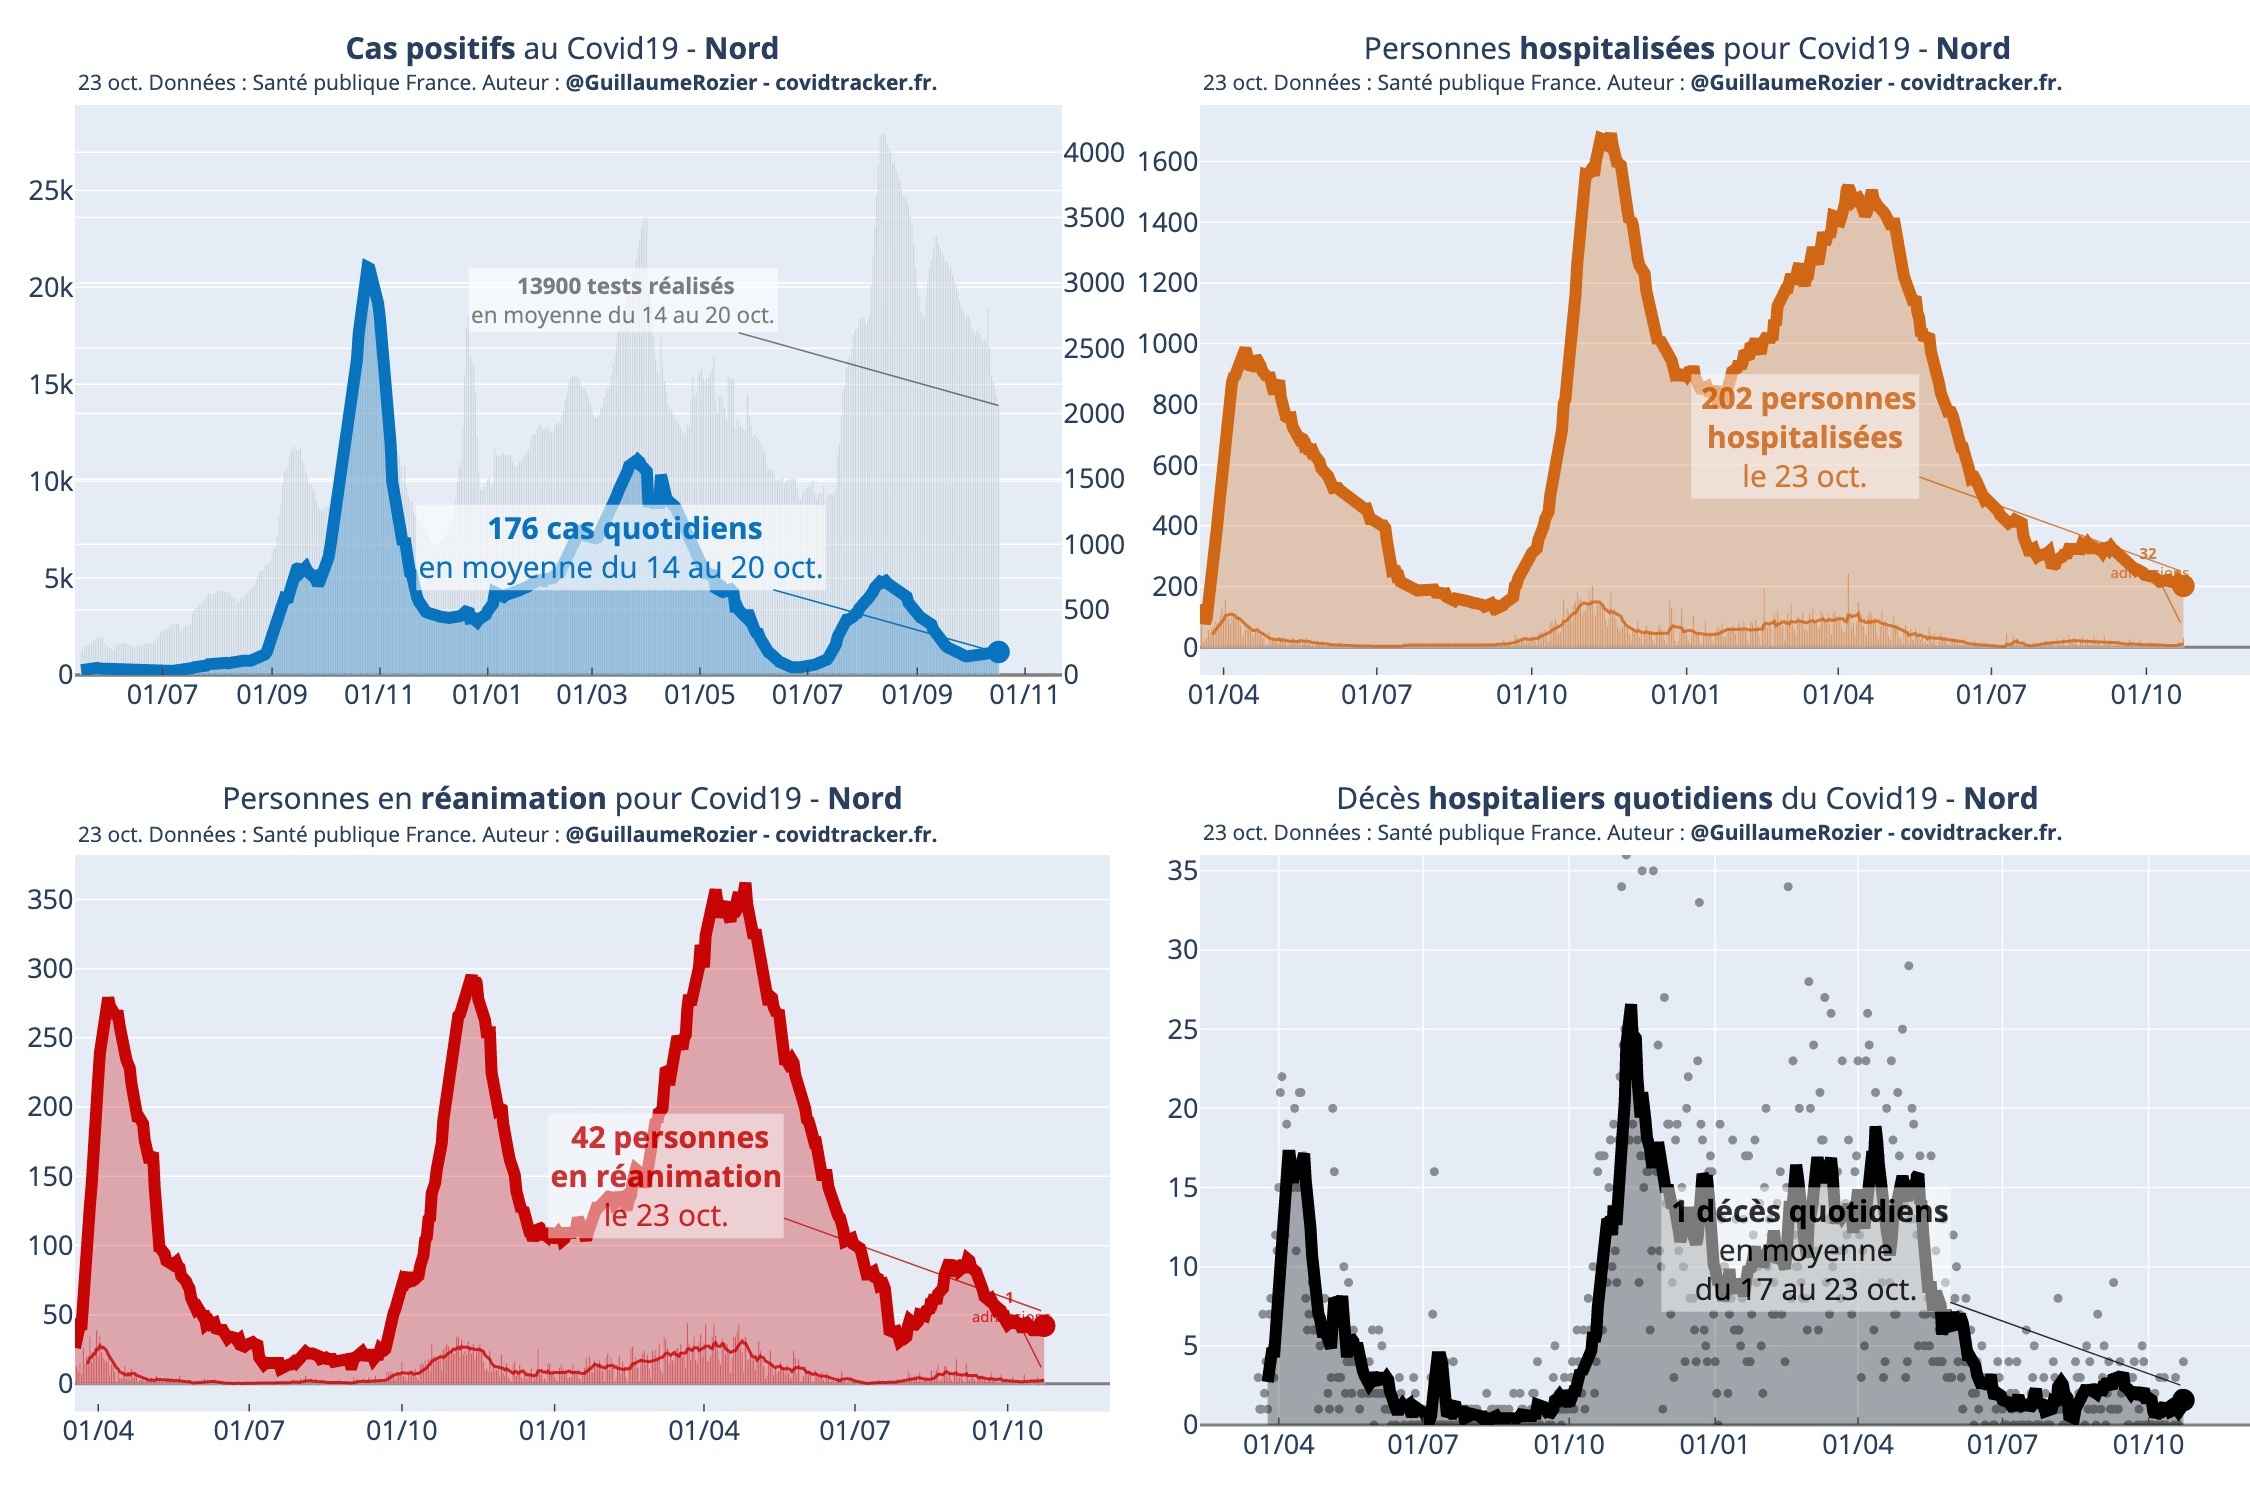 Cas positifs au Covid19 - Nord
23 oct. Données : Santé publique France. Auteur : @GuillaumeRozier - covidtracker.fr.
25k
20k
15k
10k
5k
0
4000
3500
3000
2500
2000
1500
1000
500
0
13900 tests réalisés
en moyenne du 14 au 20 oct.
176 cas quotidiens
en moyenne du 14 au 20 oct.
01/07 01/09 01/11 01/01 01/03 01/05 01/07 01/09 01/11
Personnes hospitalisées pour Covid19 - Nord
23 oct. Données : Santé publique France. Auteur : @GuillaumeRozier - covidtracker.fr.
1600
1400
1200
1000
800
600
400
200
0
202 personnes
hospitalisées
le 23 oct.
32
admissions
01/04 01/07 01/10 01/01 01/04 01/07 01/10
Personnes en réanimation pour Covid19 - Nord
23 oct. Données : Santé publique France. Auteur : @GuillaumeRozier - covidtracker.fr.
350
300
250
200
150
100
50
0
42 personnes
en réanimation
le 23 oct.
1
admissions
01/04 01/07 01/10 01/01 01/04 01/07 01/10
Décès hospitaliers quotidiens du Covid19 - Nord
23 oct. Données : Santé publique France. Auteur : @GuillaumeRozier - covidtracker.fr.
35
30
25
20
15
10
5
0
1 décès quotidiens
en moyenne
du 17 au 23 oct.
01/04 01/07 01/10 01/01 01/04 01/07 01/10